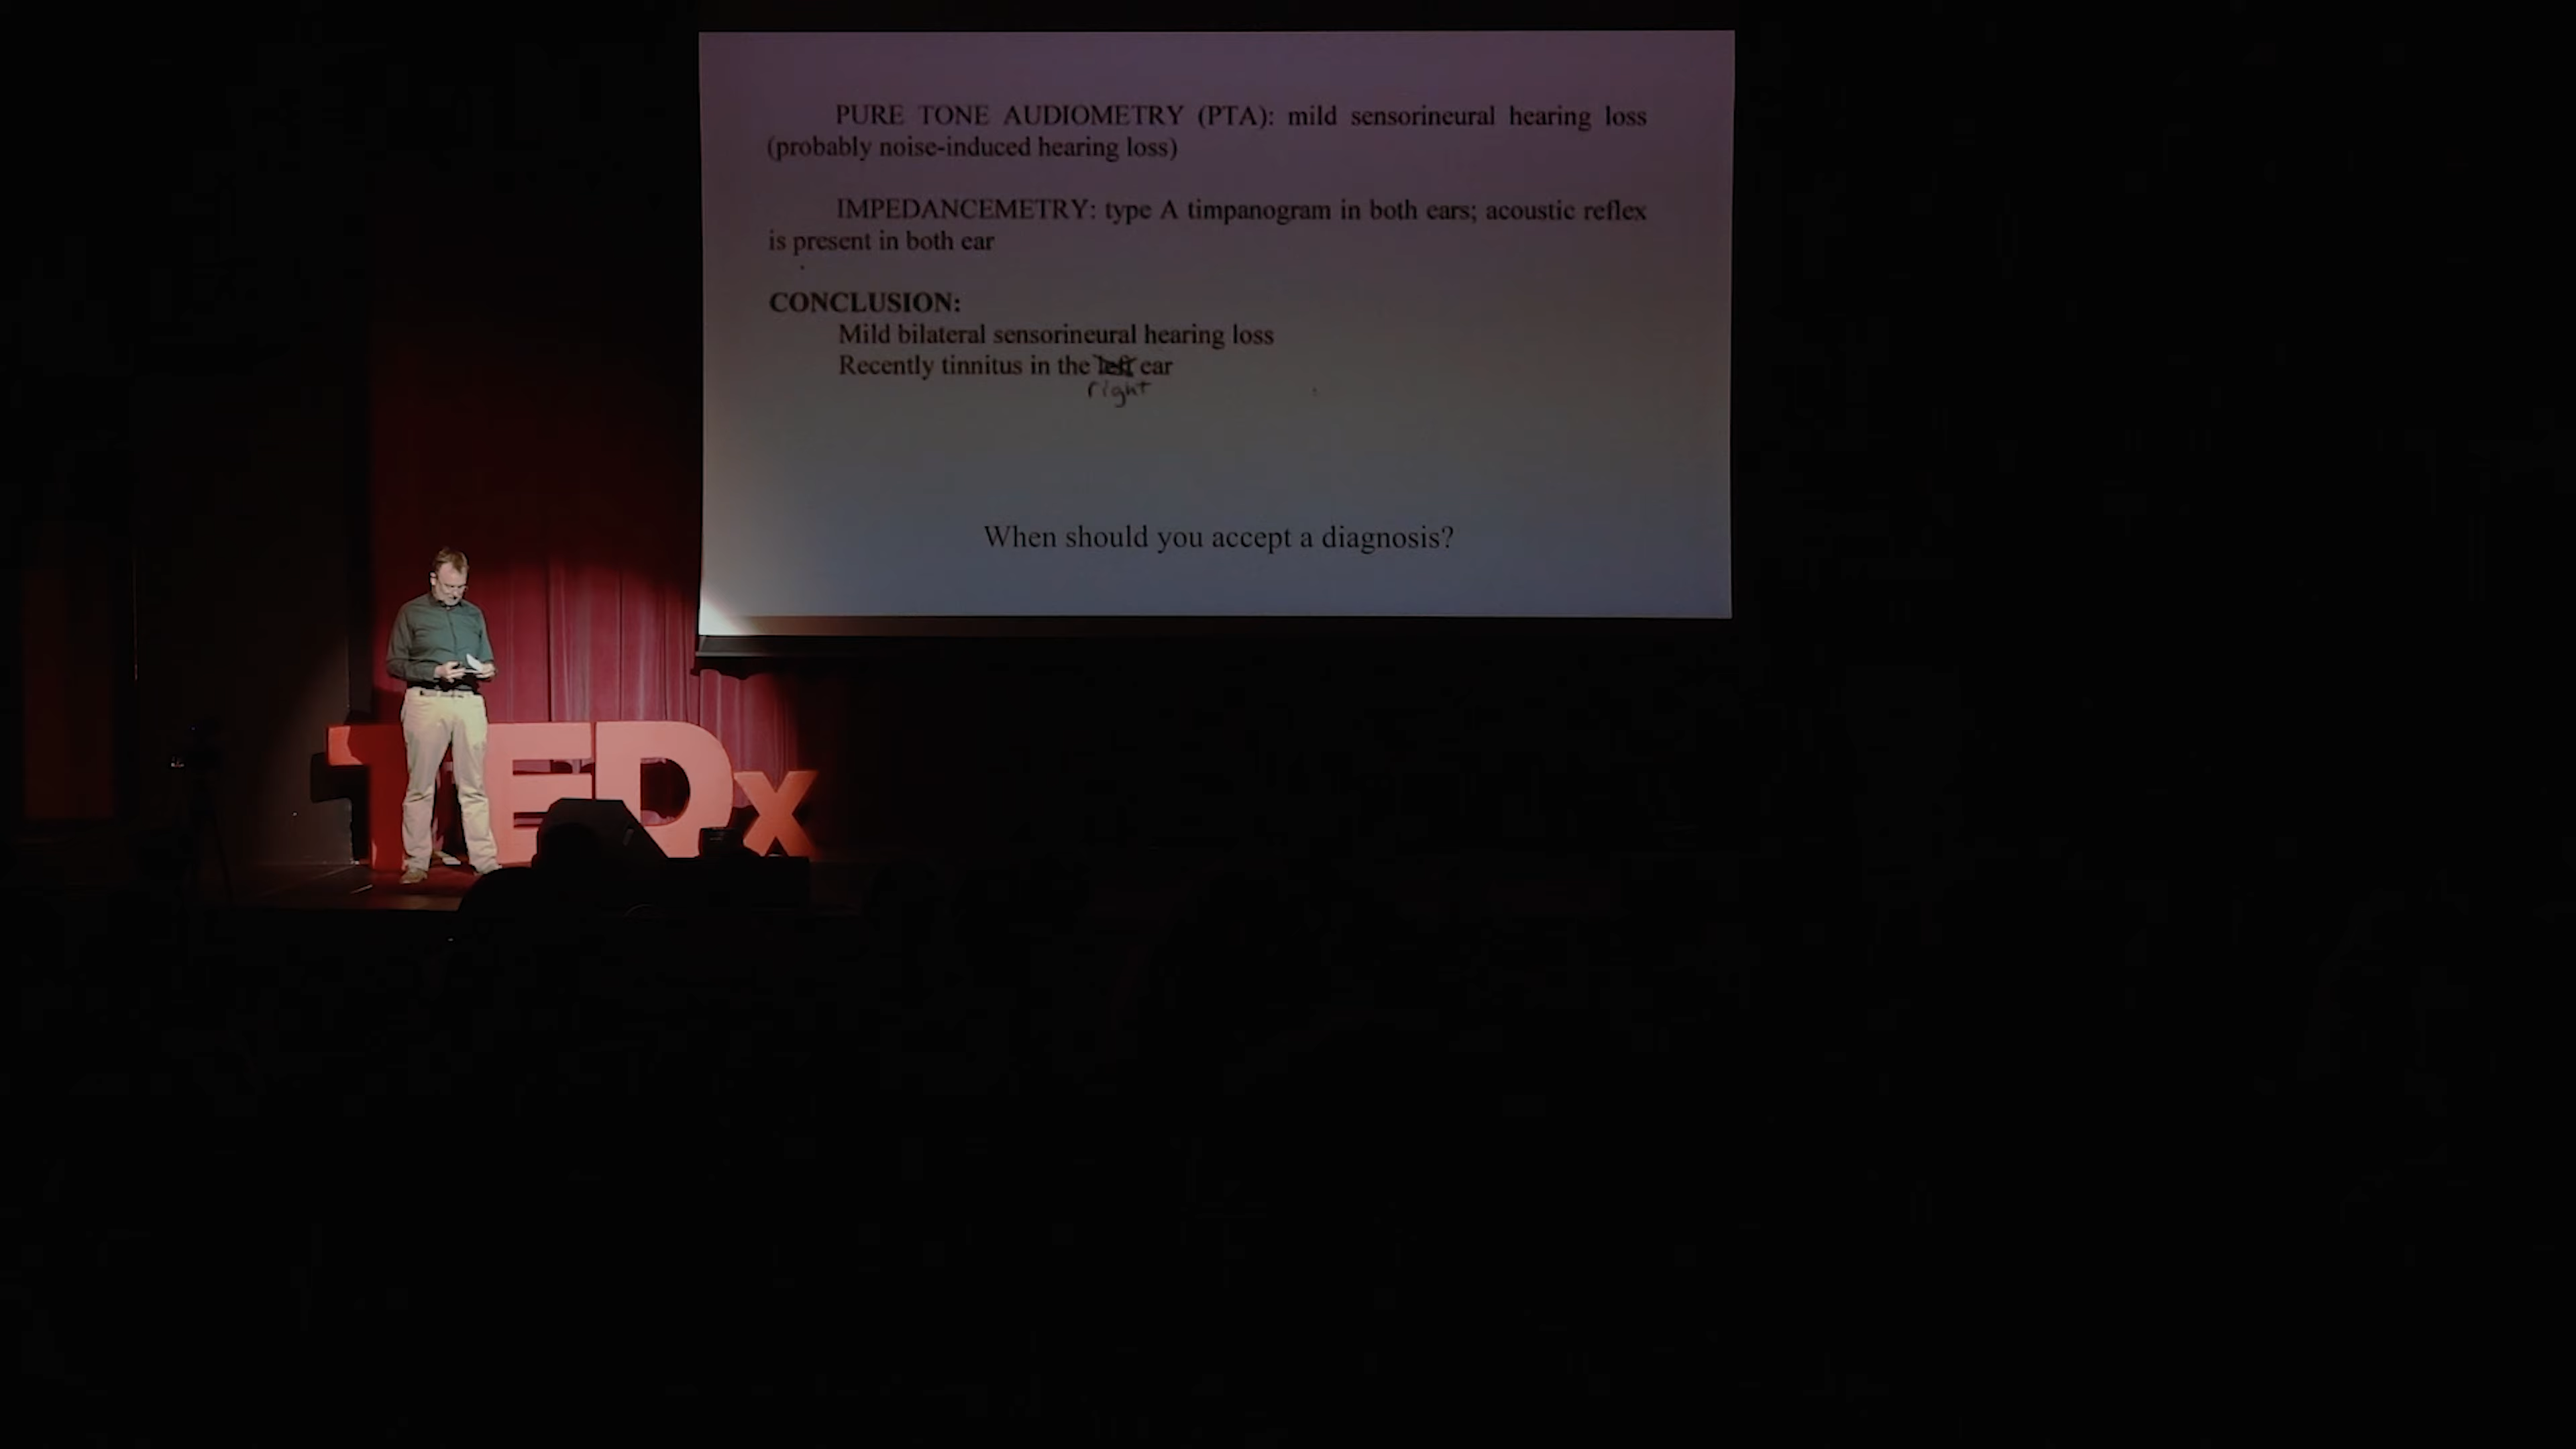 PURE TONE AUDIOMETRY (PTA): mild sensorineural hearing loss
(probably noise-induced hearing loss)
IMPEDANCEMETRY: type A timpanogram in both ears; acoustic reflex
is present in both ear
CONCLUSION:
Mild bilateral sensorineural hearing loss
Recently tinnitus in the left ear
right
When should you accept a diagnosis?
TEDx